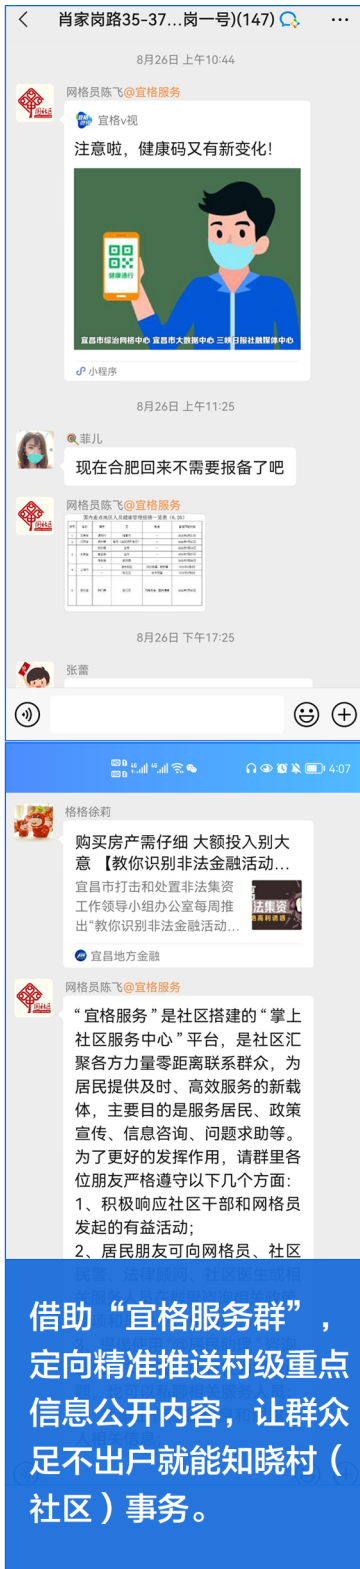 肖家岗路35-37...岗一号)(147)
8月26日 上午10:44
网格员陈飞@宜格服务
宜格v视
注意啦，健康码又有新变化！
健康通行
宜昌市综治网格中心 宜昌市大数据中心 三峡日报社融媒体中心
小程序
8月26日 上午11:25
菲儿
现在合肥回来不需要报备了吧
网格员陈飞@宜格服务
8月26日 下午17:25
张蕾
4:07
格格徐莉
购买房产需仔细 大额投入别大
意 【教你识别非法金融活动...
宜昌市打击和处置非法集资
工作领导小组办公室每周推
出“教你识别非法金融活动...
法集资
宜昌地方金融
网格员陈飞@宜格服务
“宜格服务”是社区搭建的“掌上
社区服务中心”平台，是社区汇
聚各方力量零距离联系群众，为
居民提供及时、高效服务的新载
体，主要目的是服务居民、政策
宣传、信息咨询、问题求助等。
为了更好的发挥作用，请群里各
位朋友严格遵守以下几个方面：
1、积极响应社区干部和网格员
发起的有益活动；
2、居民朋友可向网格员、社区
民警、法律顾问、社区医生或相
借助“宜格服务群”，
定向精准推送村级重点
信息公开内容，让群众
足不出户就能知晓村（
社区）事务。